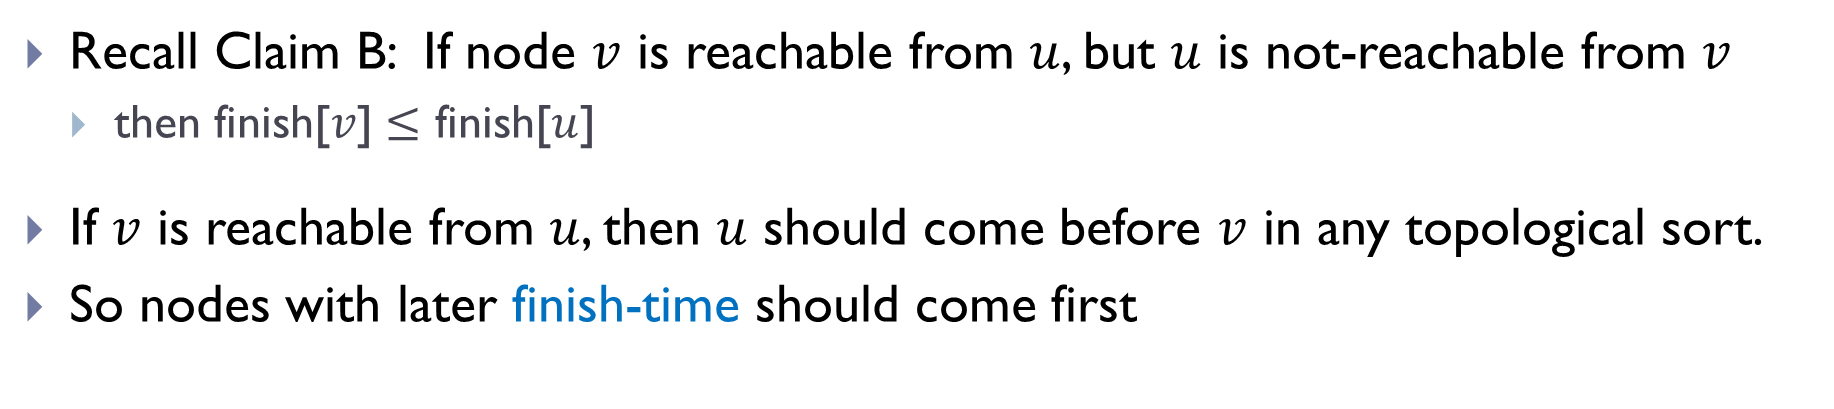 Recall Claim B: If node 𝑣 is reachable from 𝑢, but 𝑢 is not-reachable from 𝑣
then finish[𝑣] ≤ finish[𝑢]
If 𝑣 is reachable from 𝑢, then 𝑢 should come before 𝑣 in any topological sort.
So nodes with later finish-time should come first